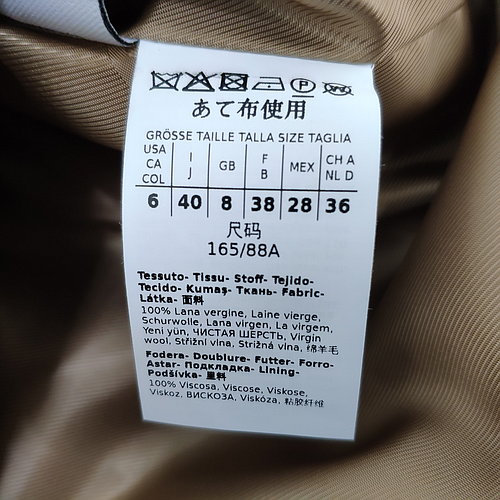 P
あて布使用
GRÖSSE TAILLE TALLA SIZE TAGLIA
USA CA COL | I J | GB | F B | MEX | CH A NL D
6 | 40 | 8 | 38 | 28 | 36
尺码
165/88A
Tessuto- Tissu- Stoff- Tejido-
Tecido- Kumaş- Ткань- Fabric-
Látka- 面料
100% Lana vergine, Laine vierge,
Schurwolle, Lana virgen, La virgem,
Yeni yün, ЧИСТАЯ ШЕРСТЬ, Virgin
wool, Střižní vlna, Strižná vlna, 绵羊毛
Fodera- Doublure- Futter- Forro-
Astar- Подкладка- Lining-
Podšívka- 里料
100% Viscosa, Viscose, Viskose,
Viskoz, ВИСКОЗА, Viskóza, 粘胶纤维